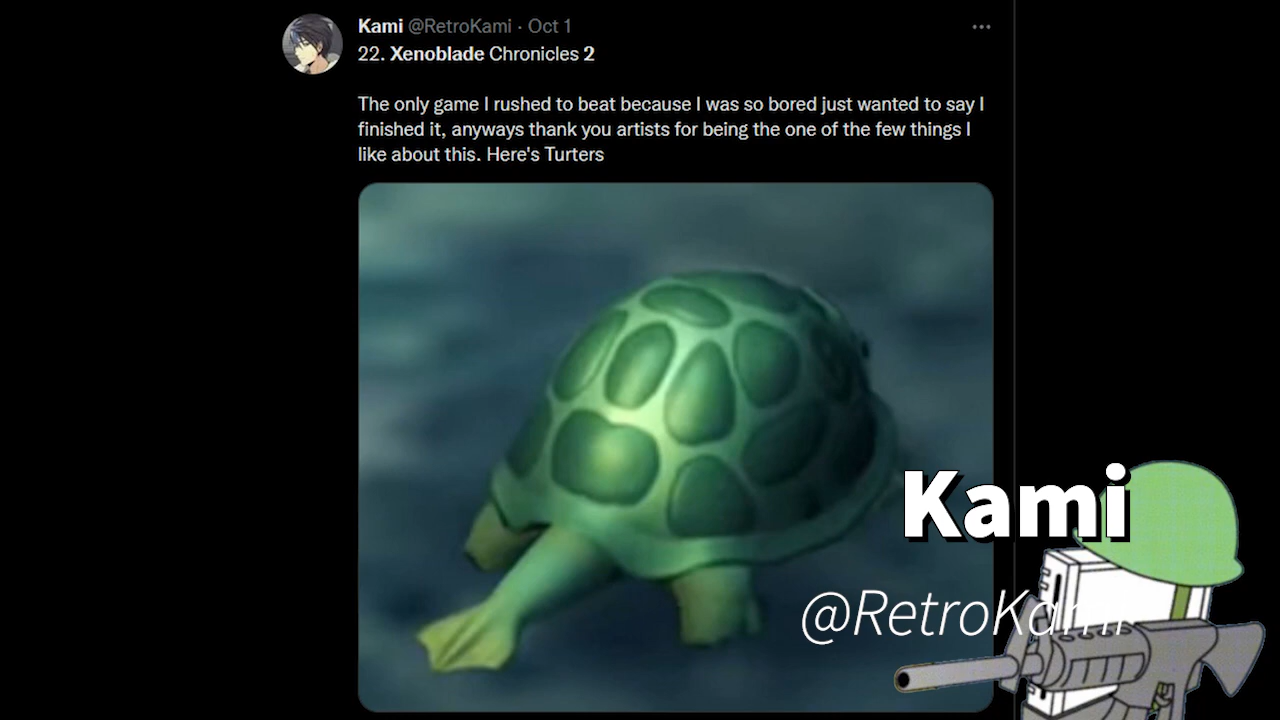 Kami @RetroKami · Oct 1
22. Xenoblade Chronicles 2
The only game I rushed to beat because I was so bored just wanted to say I
finished it, anyways thank you artists for being the one of the few things I
like about this. Here's Turters
Kami
@RetroKami